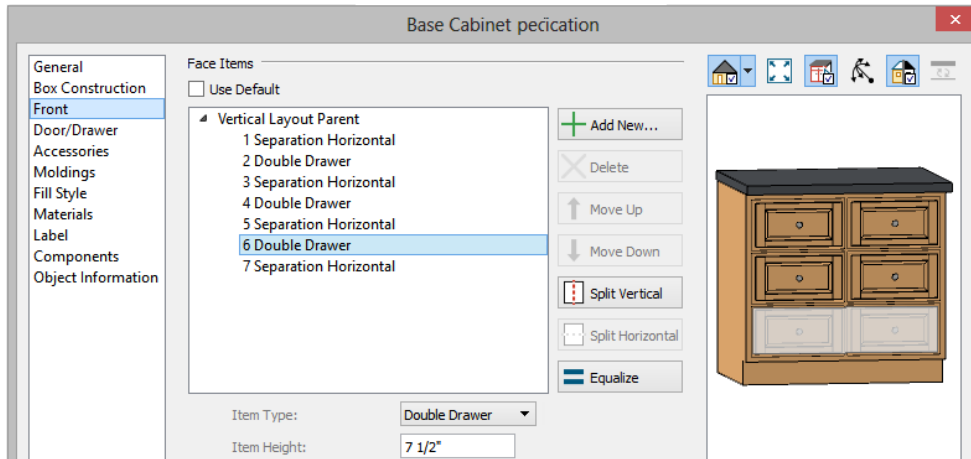 Base Cabinet pecication
General
Box Construction
Front
Door/Drawer
Accessories
Moldings
Fill Style
Materials
Label
Components
Object Information
Face Items
Use Default
Vertical Layout Parent
1 Separation Horizontal
2 Double Drawer
3 Separation Horizontal
4 Double Drawer
5 Separation Horizontal
6 Double Drawer
7 Separation Horizontal
Add New...
Delete
Move Up
Move Down
Split Vertical
Split Horizontal
Equalize
Item Type: Double Drawer
Item Height: 7 1/2"